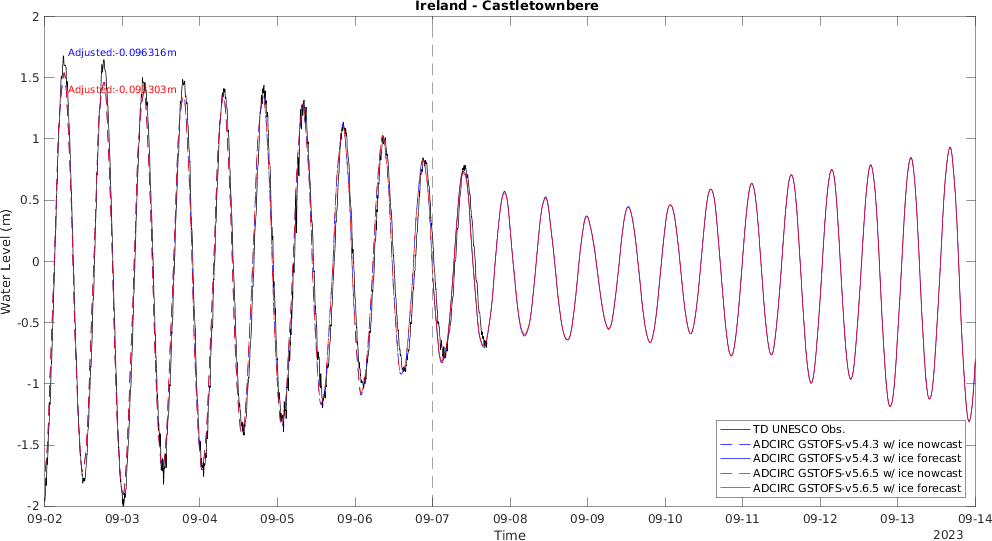 Ireland - Castletownbere
2
1.5
1
0.5
0
-0.5
-1
-1.5
-2
Water Level (m)
Adjusted:-0.096316m
TD UNESCO Obs.
ADCIRC GSTOFS-v5.4.3 w/ ice nowcast
ADCIRC GSTOFS-v5.4.3 w/ ice forecast
ADCIRC GSTOFS-v5.6.5 w/ ice nowcast
ADCIRC GSTOFS-v5.6.5 w/ ice forecast
09-02 09-03 09-04 09-05 09-06 09-07 09-08 09-09 09-10 09-11 09-12 09-13 09-14
Time
2023